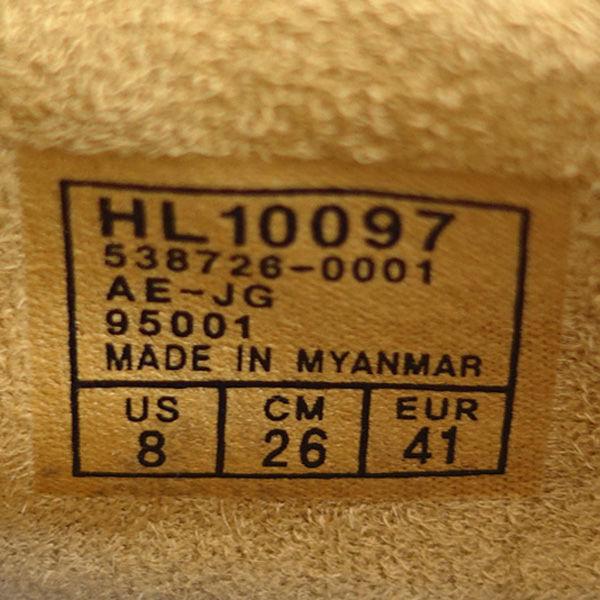 HL10097
538726-0001
AE-JG
95001
MADE IN MYANMAR
US CM EUR
8 26 41